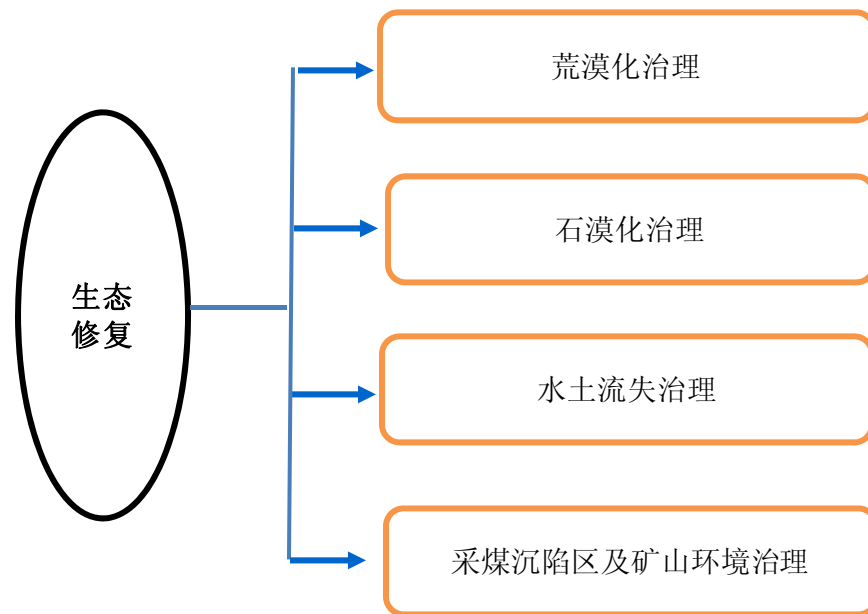 荒漠化治理
石漠化治理
生态
修复
水土流失治理
采煤沉陷区及矿山环境治理